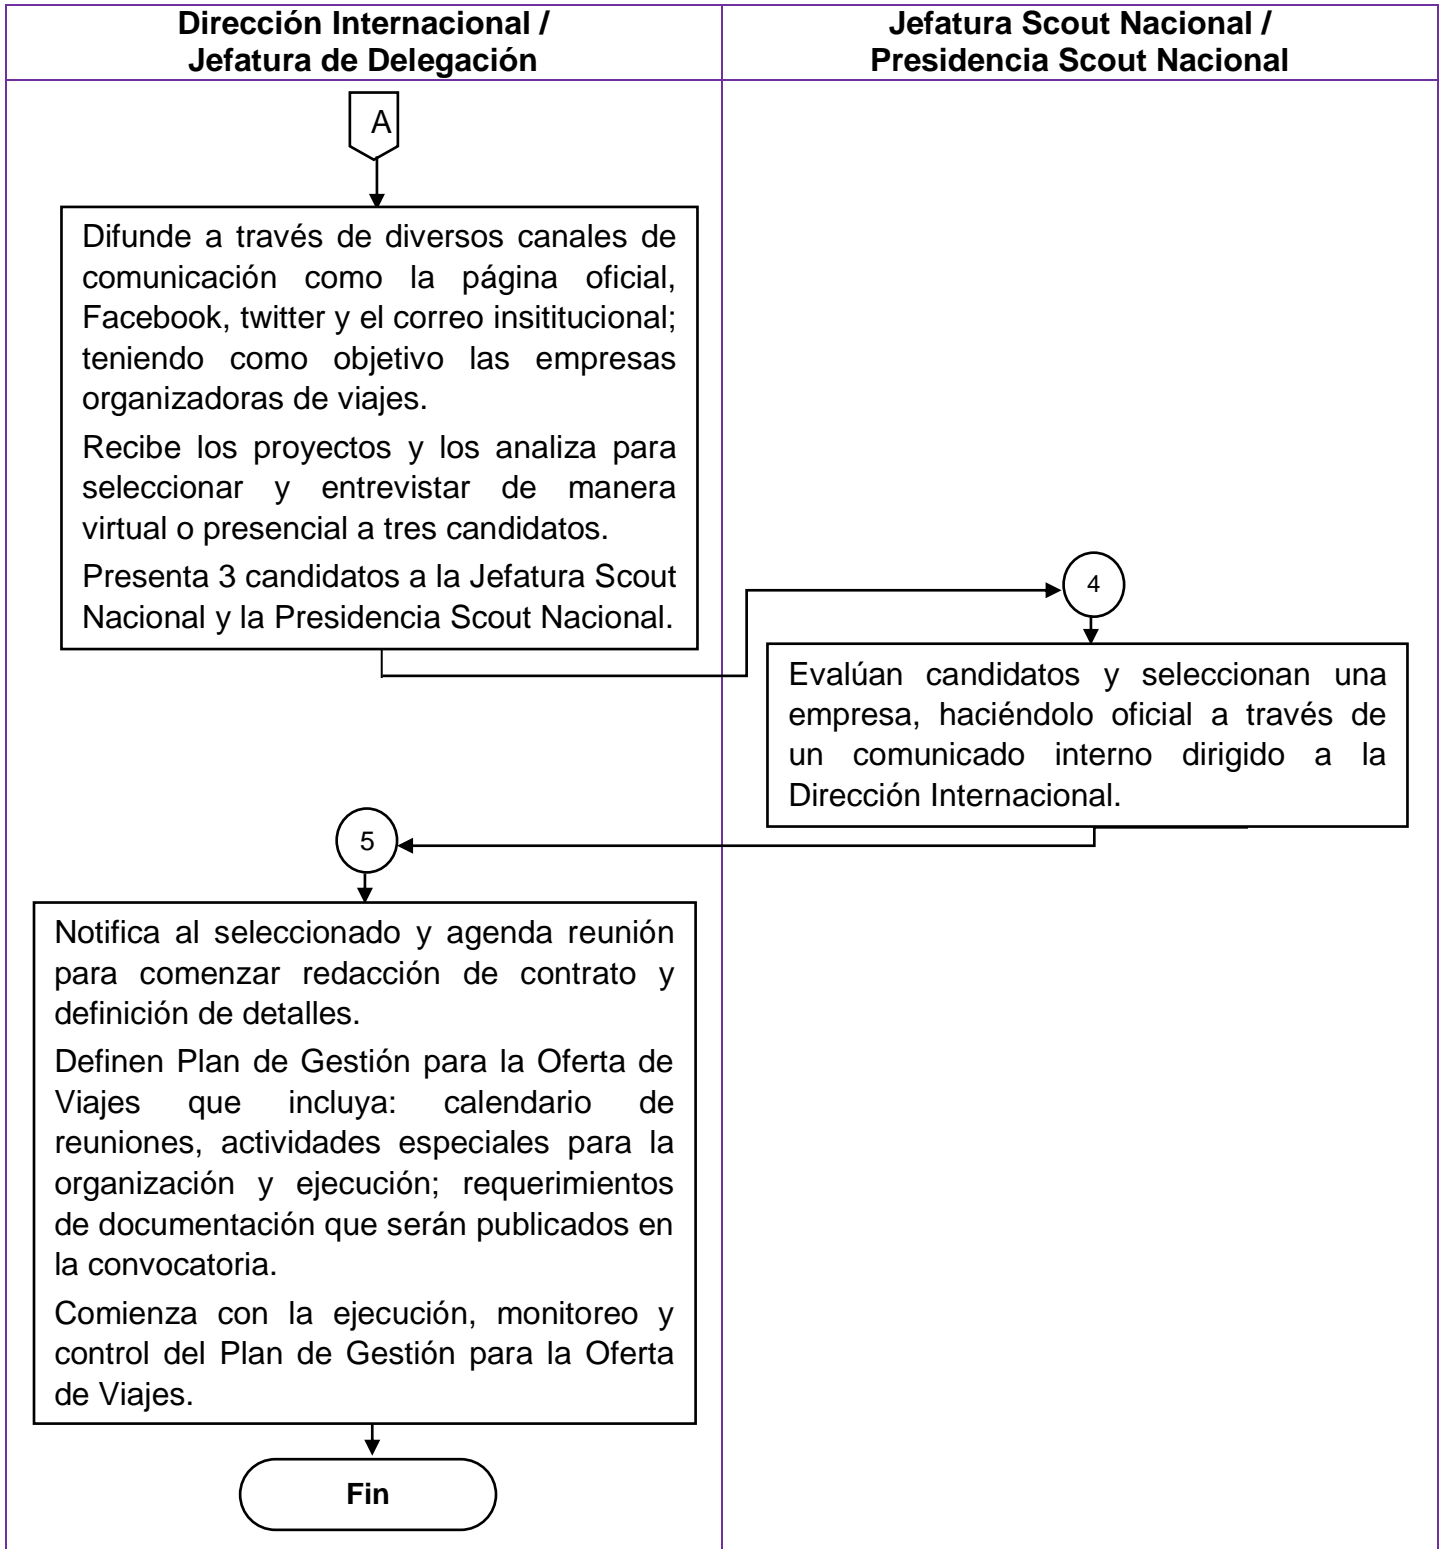 Dirección Internacional /
Jefatura de Delegación
Jefatura Scout Nacional /
Presidencia Scout Nacional
A
Difunde a través de diversos canales de
comunicación como la página oficial,
Facebook, twitter y el correo insititucional;
teniendo como objetivo las empresas
organizadoras de viajes.
Recibe los proyectos y los analiza para
seleccionar y entrevistar de manera
virtual o presencial a tres candidatos.
Presenta 3 candidatos a la Jefatura Scout
Nacional y la Presidencia Scout Nacional.
4
Evalúan candidatos y seleccionan una
empresa, haciéndolo oficial a través de
un comunicado interno dirigido a la
Dirección Internacional.
5
Notifica al seleccionado y agenda reunión
para comenzar redacción de contrato y
definición de detalles.
Definen Plan de Gestión para la Oferta de
Viajes que incluya: calendario de
reuniones, actividades especiales para la
organización y ejecución; requerimientos
de documentación que serán publicados en
la convocatoria.
Comienza con la ejecución, monitoreo y
control del Plan de Gestión para la Oferta
de Viajes.
Fin